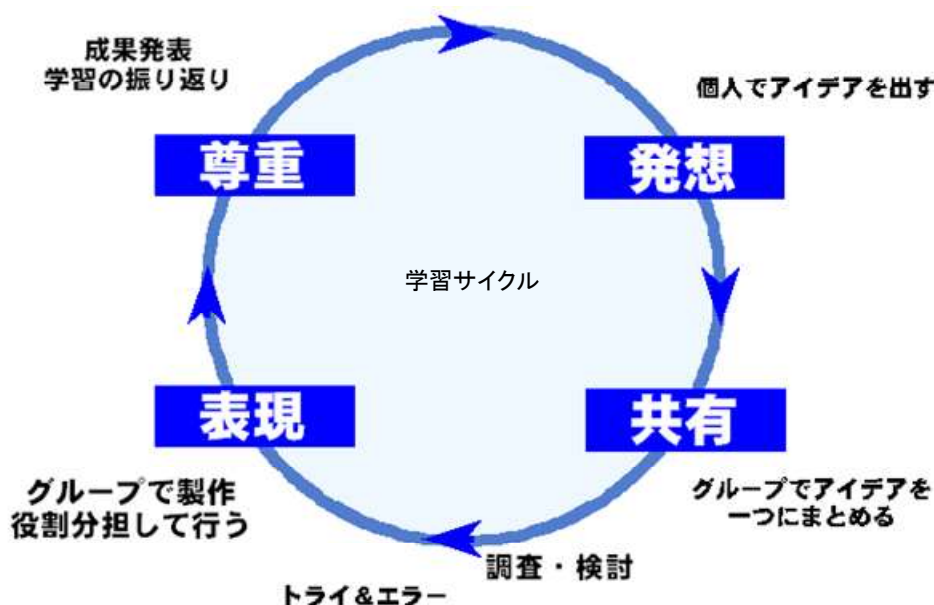 成果発表
学習の振り返り
個人でアイデアを出す
尊重
発想
学習サイクル
表現
共有
グループで製作
役割分担して行う
グループでアイデアを
一つにまとめる
調査・検討
トライ&エラー